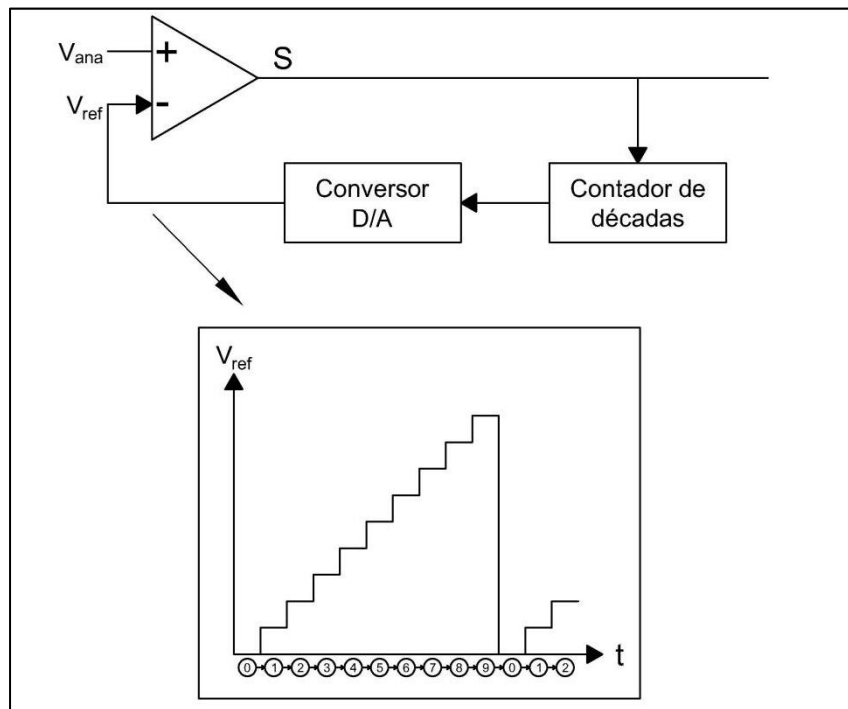 V_ana
+
S
V_ref
-
Conversor
D/A
Contador de
décadas
V_ref
t
0 1 2 3 4 5 6 7 8 9 0 1 2